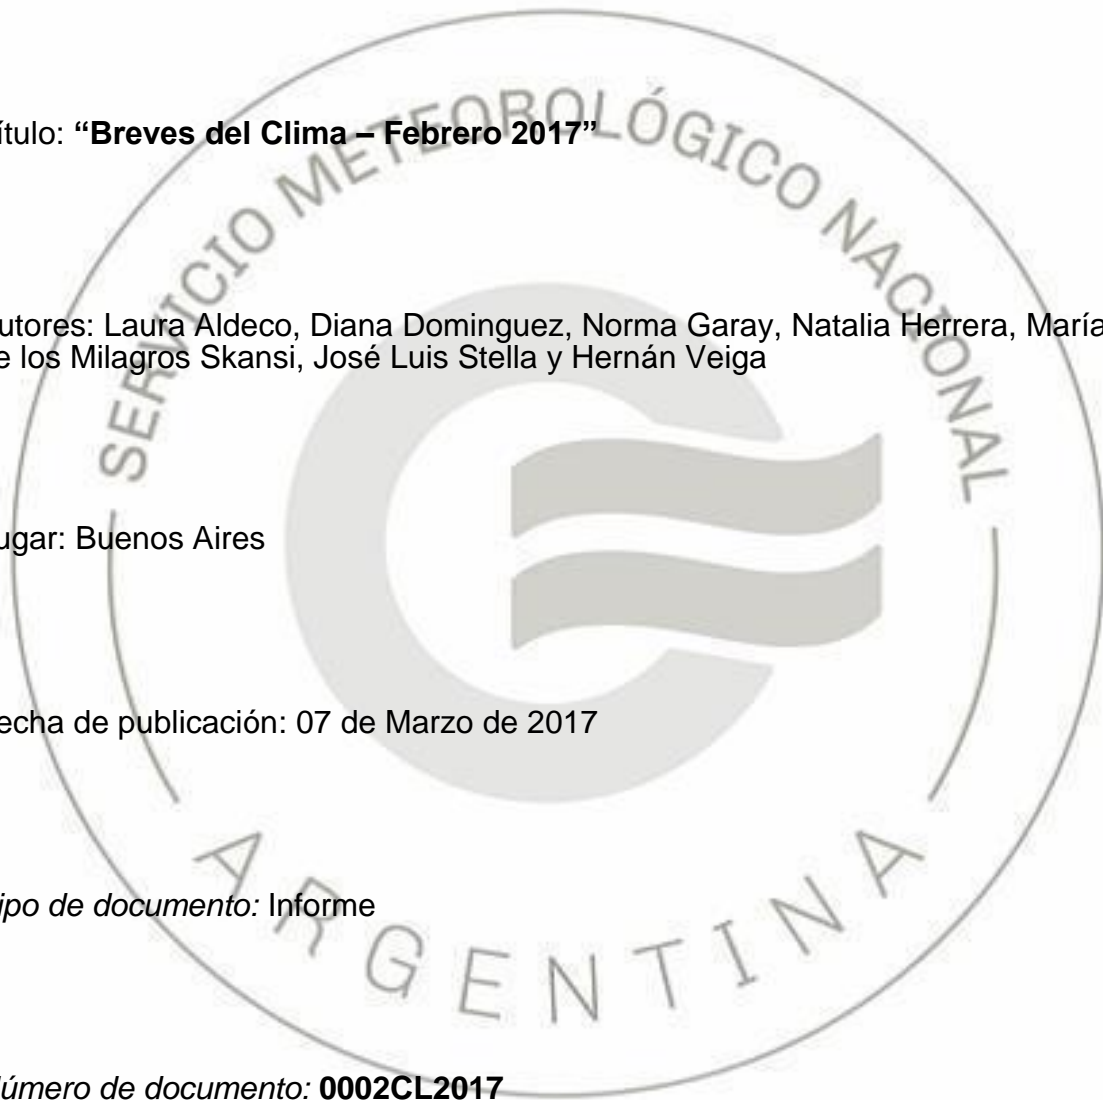 ítulo: “Breves del Clima – Febrero 2017”
SERVICIO METEOROLÓGICO NACIONAL
utores: Laura Aldeco, Diana Dominguez, Norma Garay, Natalia Herrera, María
e los Milagros Skansi, José Luis Stella y Hernán Veiga
ugar: Buenos Aires
echa de publicación: 07 de Marzo de 2017
ipo de documento: Informe
ARGENTINA
úmero de documento: 0002CL2017